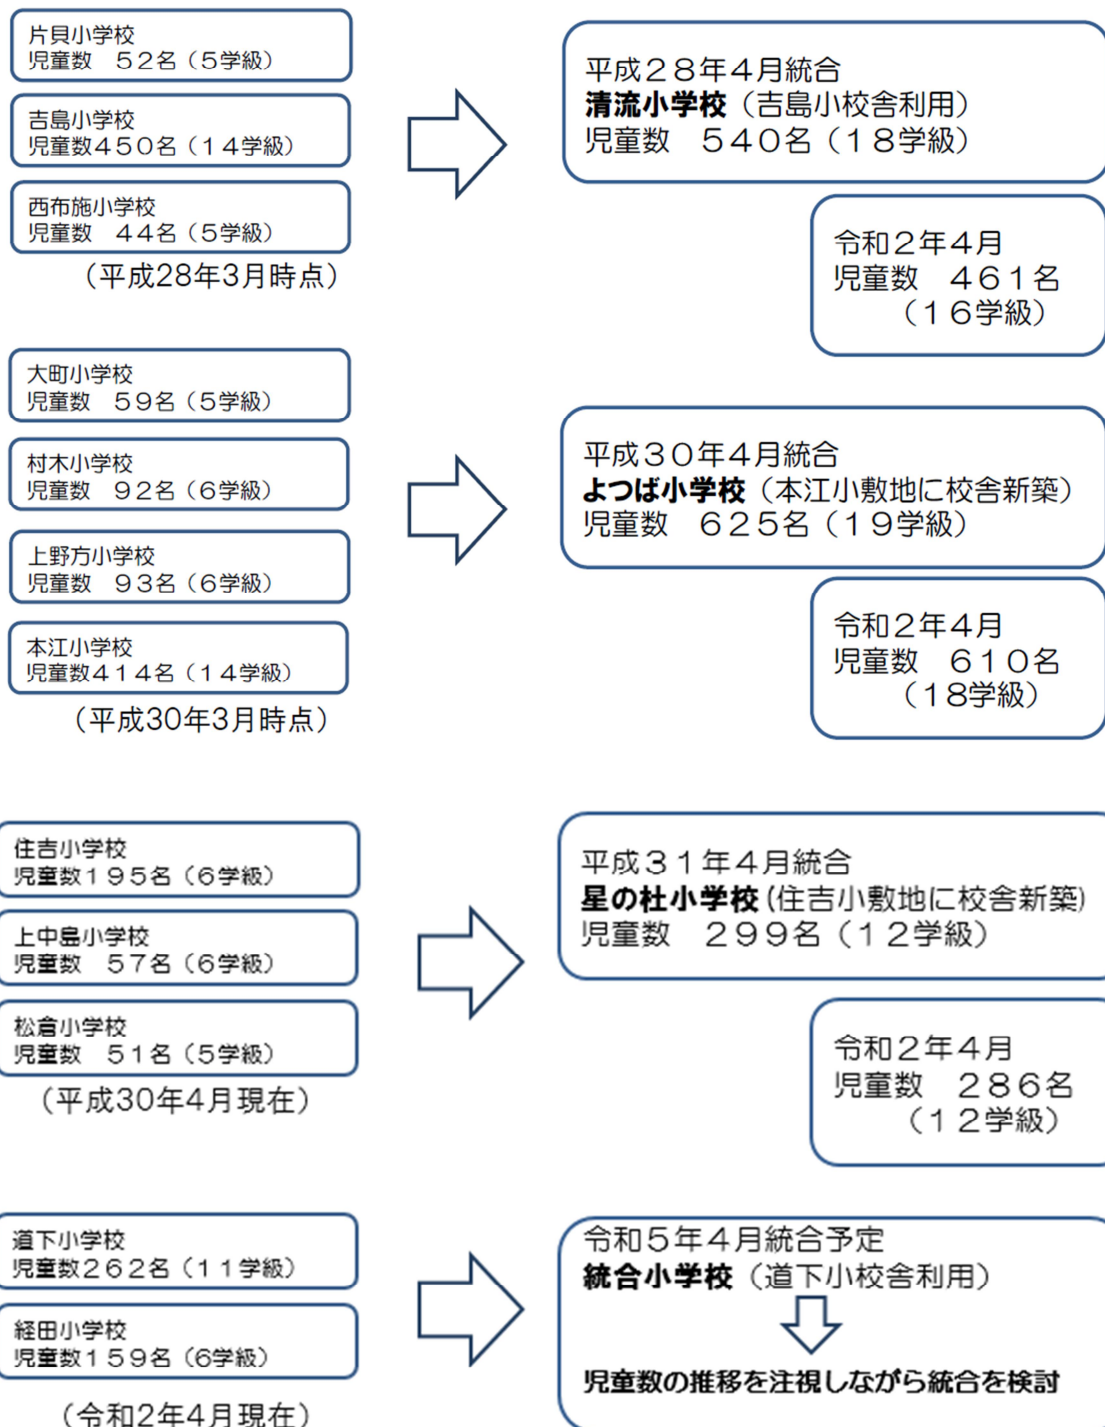 片貝小学校
児童数　５２名（５学級）
吉島小学校
児童数４５０名（１４学級）
西布施小学校
児童数　４４名（５学級）
（平成28年3月時点）
平成２８年４月統合
清流小学校（吉島小校舎利用）
児童数　５４０名（１８学級）
令和２年４月
児童数　４６１名
（１６学級）
大町小学校
児童数　５９名（５学級）
村木小学校
児童数　９２名（６学級）
上野方小学校
児童数　９３名（６学級）
本江小学校
児童数４１４名（１４学級）
（平成30年3月時点）
平成３０年４月統合
よつば小学校（本江小敷地に校舎新築）
児童数　６２５名（１９学級）
令和２年４月
児童数　６１０名
（１８学級）
住吉小学校
児童数１９５名（６学級）
上中島小学校
児童数　５７名（６学級）
松倉小学校
児童数　５１名（５学級）
（平成30年4月現在）
平成３１年４月統合
星の杜小学校(住吉小敷地に校舎新築)
児童数　２９９名（１２学級）
令和２年４月
児童数　２８６名
（１２学級）
道下小学校
児童数２６２名（１１学級）
経田小学校
児童数１５９名（６学級）
（令和２年４月現在）
令和５年４月統合予定
統合小学校（道下小校舎利用）
児童数の推移を注視しながら統合を検討